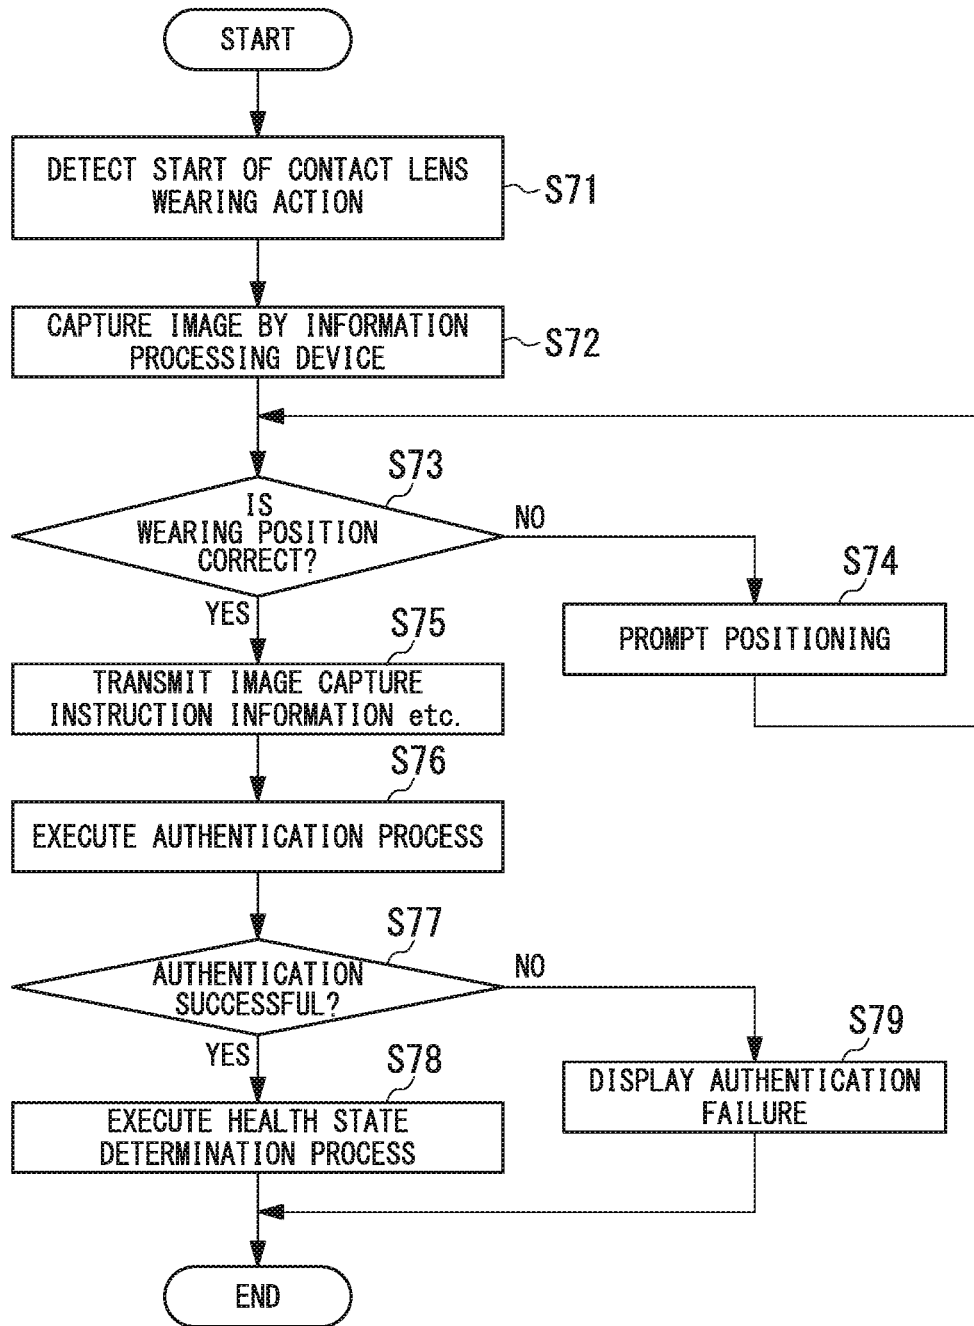 START
DETECT START OF CONTACT LENS
WEARING ACTION
S71
CAPTURE IMAGE BY INFORMATION
PROCESSING DEVICE
S72
S73
IS
WEARING POSITION
CORRECT?
NO
YES
S74
PROMPT POSITIONING
S75
TRANSMIT IMAGE CAPTURE
INSTRUCTION INFORMATION etc.
S76
EXECUTE AUTHENTICATION PROCESS
S77
AUTHENTICATION
SUCCESSFUL?
NO
YES
S79
DISPLAY AUTHENTICATION
FAILURE
S78
EXECUTE HEALTH STATE
DETERMINATION PROCESS
END